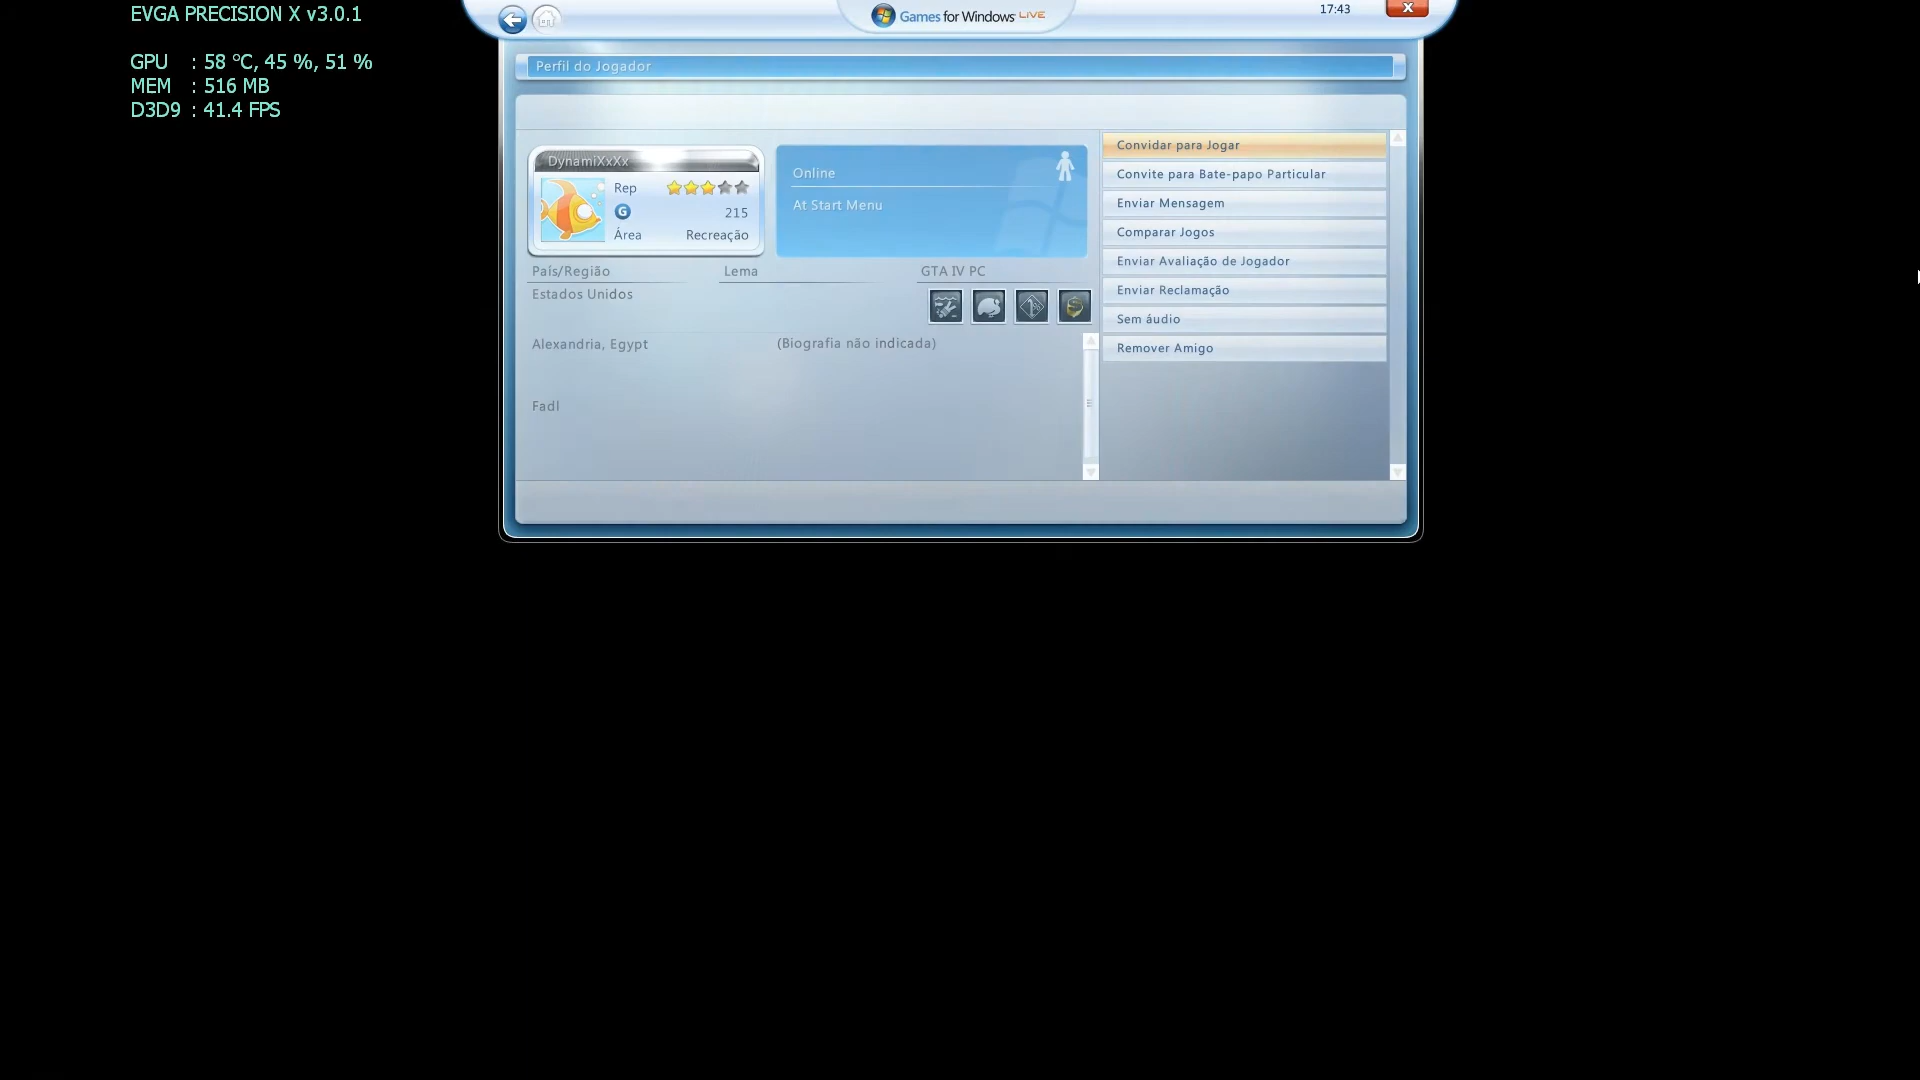 EVGA PRECISION X v3.0.1
GPU : 58 °C, 45 %, 51 %
MEM : 516 MB
D3D9 : 41.4 FPS
Games for Windows LIVE
17:43
X
Perfil do Jogador
DynamiXxXx
Rep
G 215
Área Recreação
Online
At Start Menu
País/Região
Estados Unidos
Lema
GTA IV PC
Alexandria, Egypt
(Biografia não indicada)
Fadl
Convidar para Jogar
Convite para Bate-papo Particular
Enviar Mensagem
Comparar Jogos
Enviar Avaliação de Jogador
Enviar Reclamação
Sem áudio
Remover Amigo